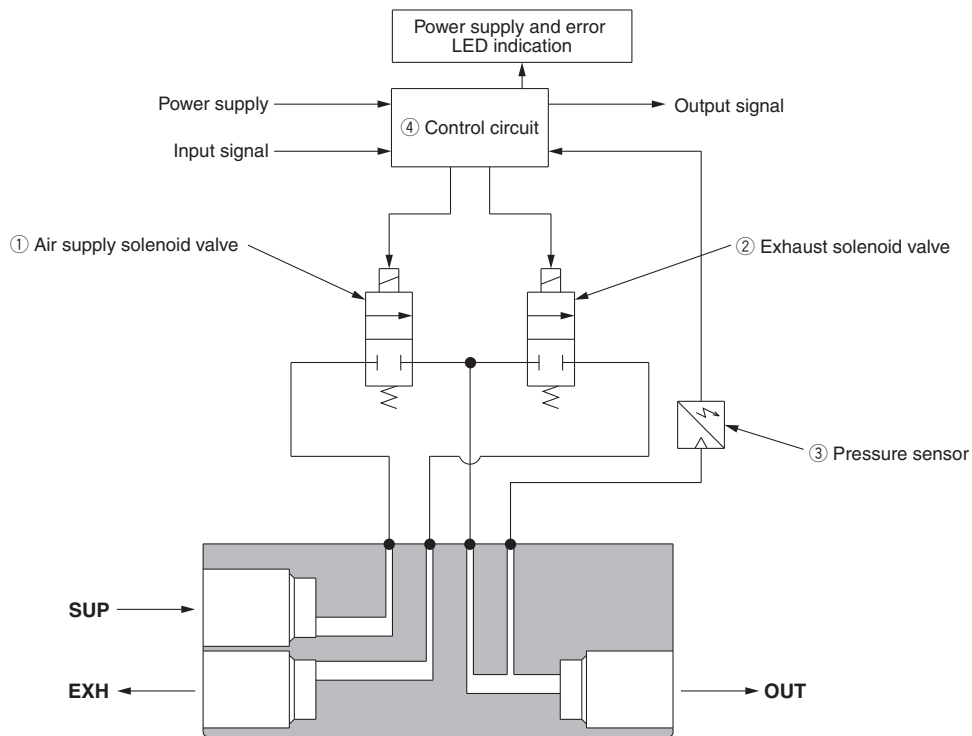 Power supply and error
LED indication
Power supply
Output signal
④ Control circuit
Input signal
① Air supply solenoid valve
② Exhaust solenoid valve
③ Pressure sensor
SUP
EXH
OUT